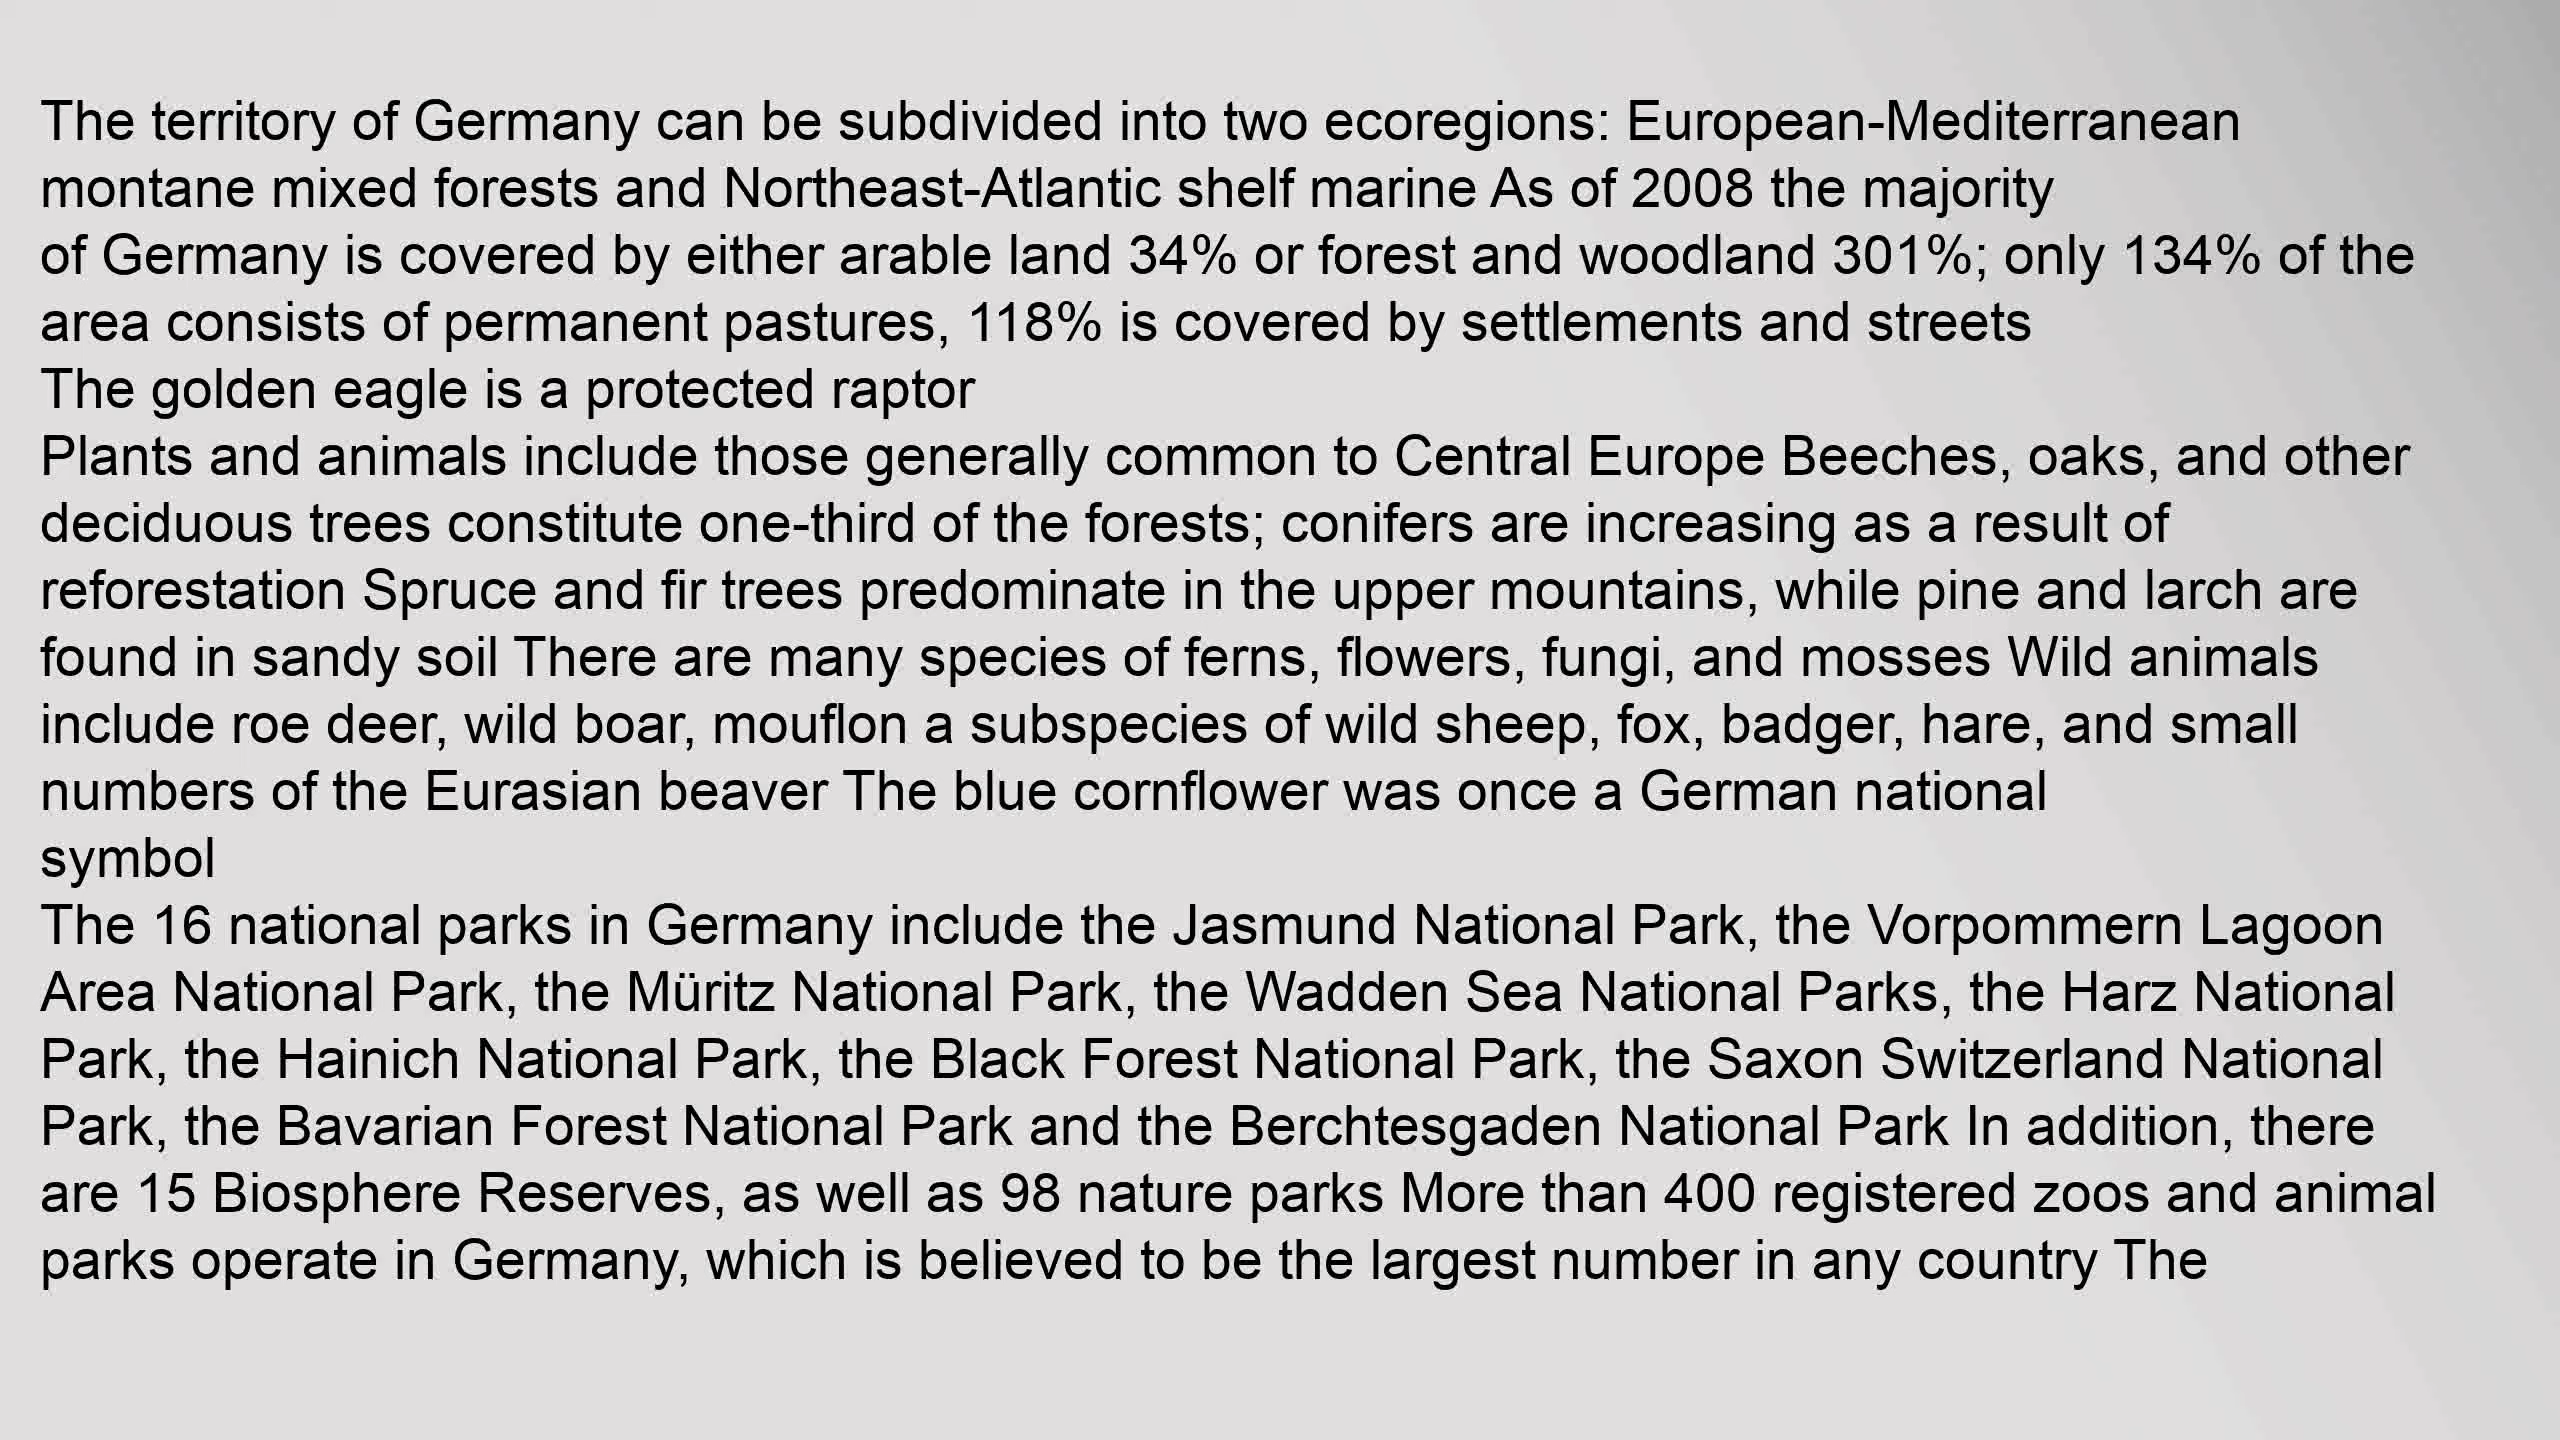 The territory of Germany can be subdivided into two ecoregions: European-Mediterranean
montane mixed forests and Northeast-Atlantic shelf marine As of 2008 the majority
of Germany is covered by either arable land 34% or forest and woodland 301%; only 134% of the
area consists of permanent pastures, 118% is covered by settlements and streets
The golden eagle is a protected raptor
Plants and animals include those generally common to Central Europe Beeches, oaks, and other
deciduous trees constitute one-third of the forests; conifers are increasing as a result of
reforestation Spruce and fir trees predominate in the upper mountains, while pine and larch are
found in sandy soil There are many species of ferns, flowers, fungi, and mosses Wild animals
include roe deer, wild boar, mouflon a subspecies of wild sheep, fox, badger, hare, and small
numbers of the Eurasian beaver The blue cornflower was once a German national
symbol
The 16 national parks in Germany include the Jasmund National Park, the Vorpommern Lagoon
Area National Park, the Müritz National Park, the Wadden Sea National Parks, the Harz National
Park, the Hainich National Park, the Black Forest National Park, the Saxon Switzerland National
Park, the Bavarian Forest National Park and the Berchtesgaden National Park In addition, there
are 15 Biosphere Reserves, as well as 98 nature parks More than 400 registered zoos and animal
parks operate in Germany, which is believed to be the largest number in any country The